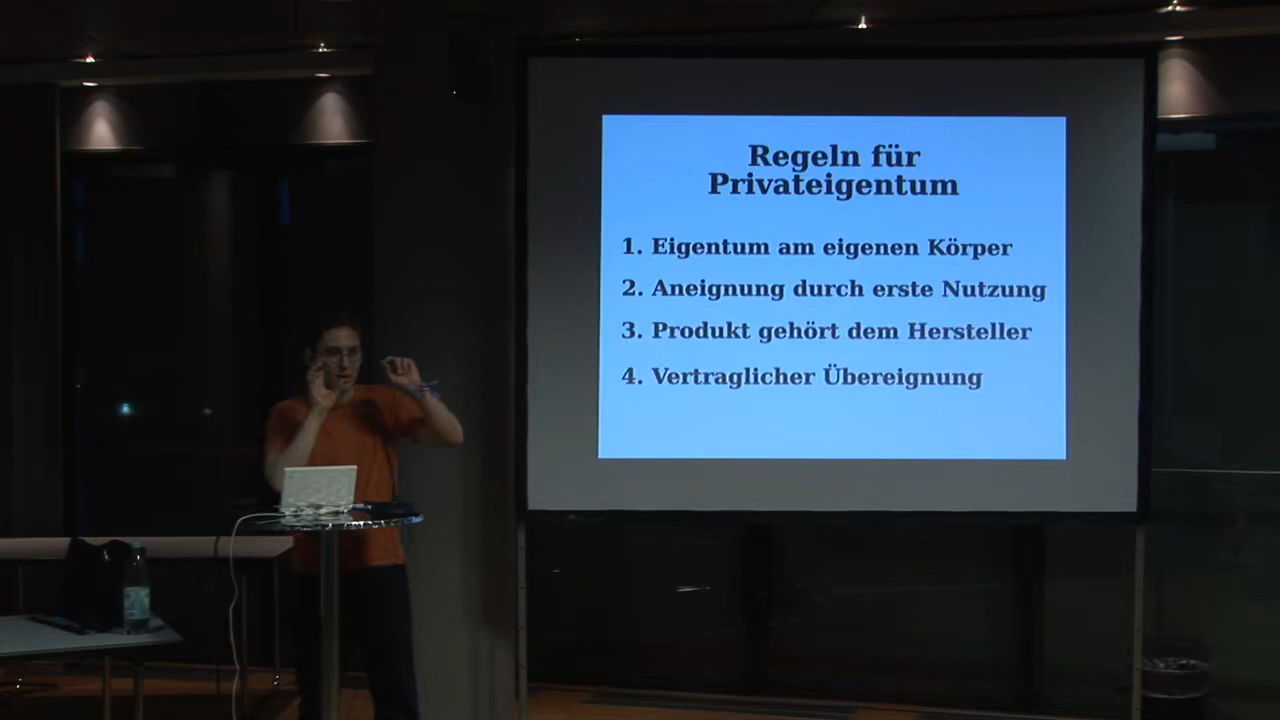 Regeln für
Privateigentum
1. Eigentum am eigenen Körper
2. Aneignung durch erste Nutzung
3. Produkt gehört dem Hersteller
4. Vertraglicher Übereignung